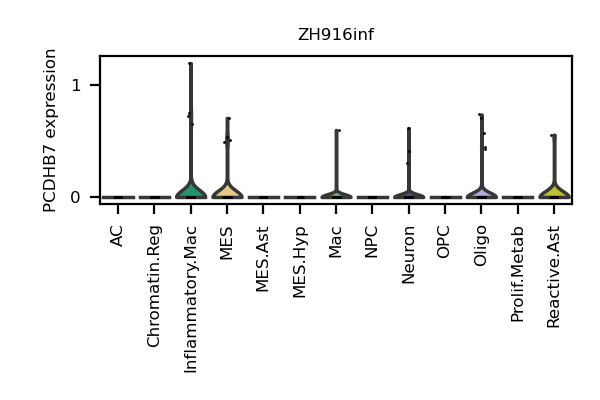 ZH916inf
PCDHB7 expression
1
0
AC
Chromatin.Reg
Inflammatory.Mac
MES
MES.Ast
MES.Hyp
Mac
NPC
Neuron
OPC
Oligo
Prolif.Metab
Reactive.Ast